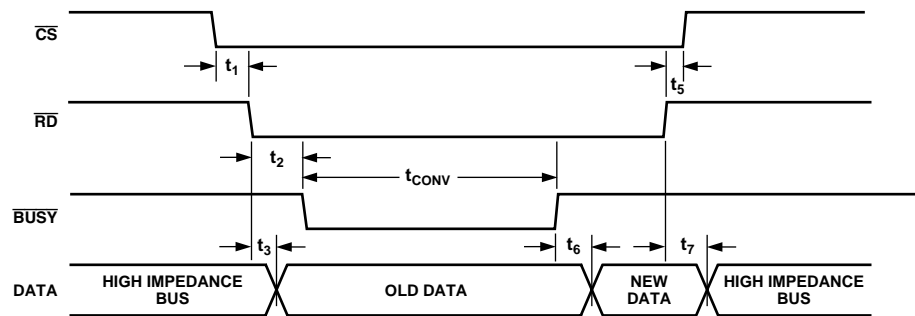 CS
t1
t5
RD
t2
tCONV
BUSY
t3
t6
t7
DATA
HIGH IMPEDANCE
BUS
OLD DATA
NEW
DATA
HIGH IMPEDANCE
BUS